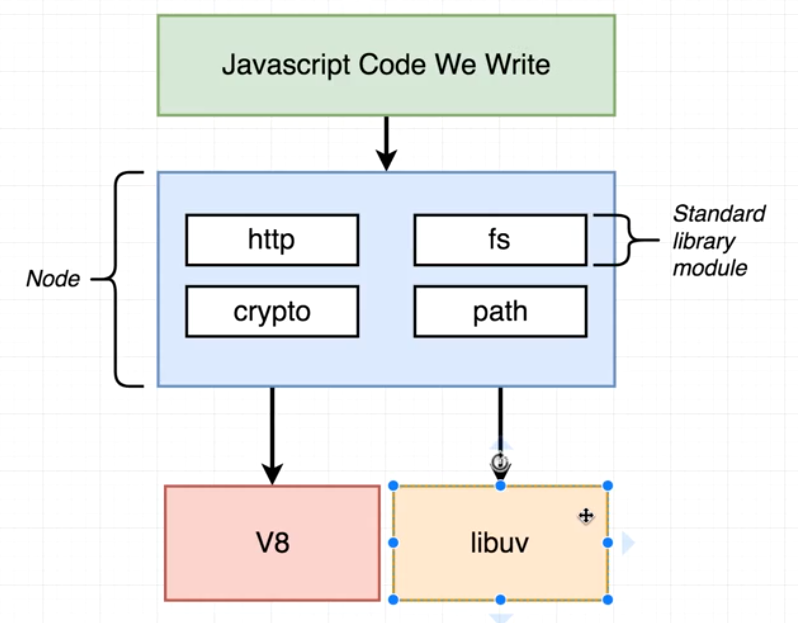 Javascript Code We Write
http
fs
Standard
library
module
Node
crypto
path
V8
libuv